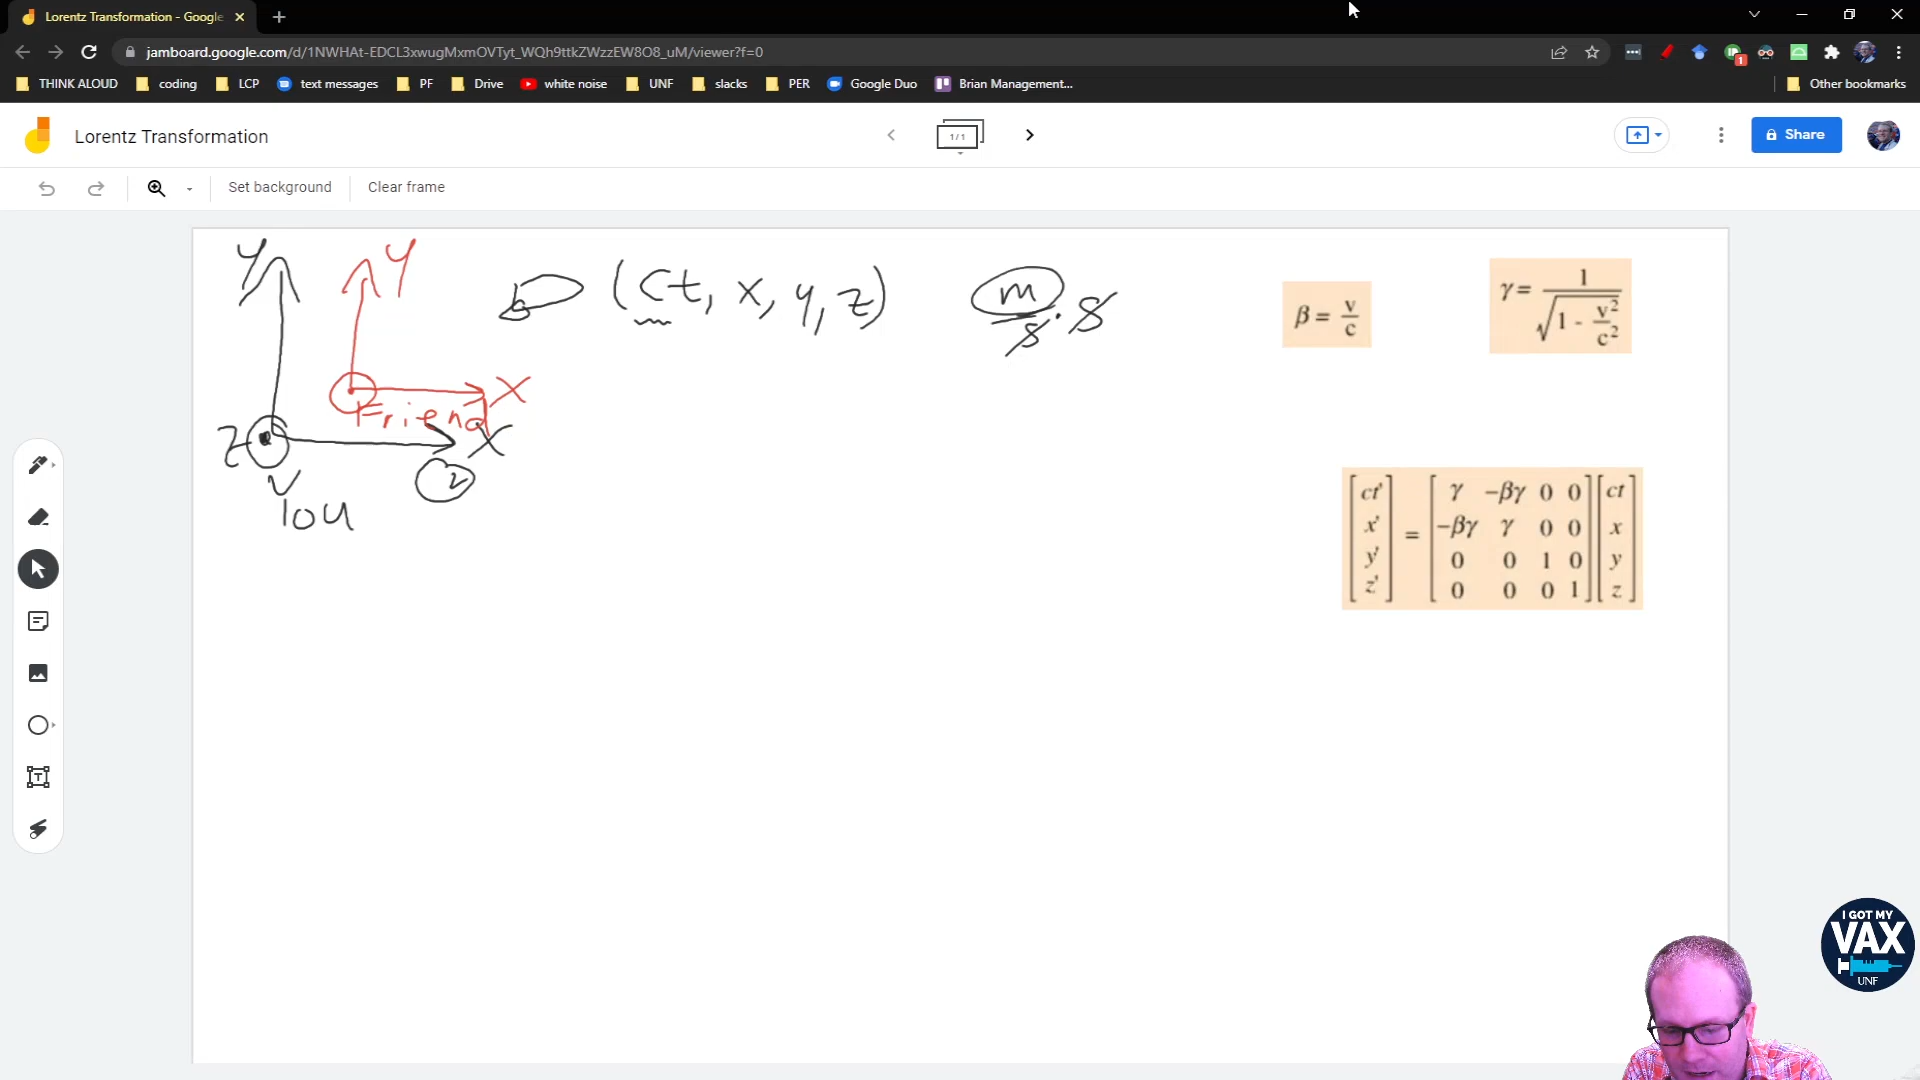 Lorentz Transformation - Google
jamboard.google.com/d/1NWHAt-EDCL3xwugMxmOVTyt_WQh9ttkZWzzEW8O8_uM/viewer?f=0
THINK ALOUD coding LCP text messages PF Drive white noise UNF slacks PER Google Duo Brian Management... Other bookmarks
Lorentz Transformation
1 / 1
Share
Set background Clear frame
y
y
(ct, x, y, z)
m/s · s
β = v/c
γ = 1/√(1 - v²/c²)
x
Friend
z
x
You
[ct' x' y' z'] = [γ -βγ 0 0; -βγ γ 0 0; 0 0 1 0; 0 0 0 1] [ct x y z]
I GOT MY
VAX
UNF